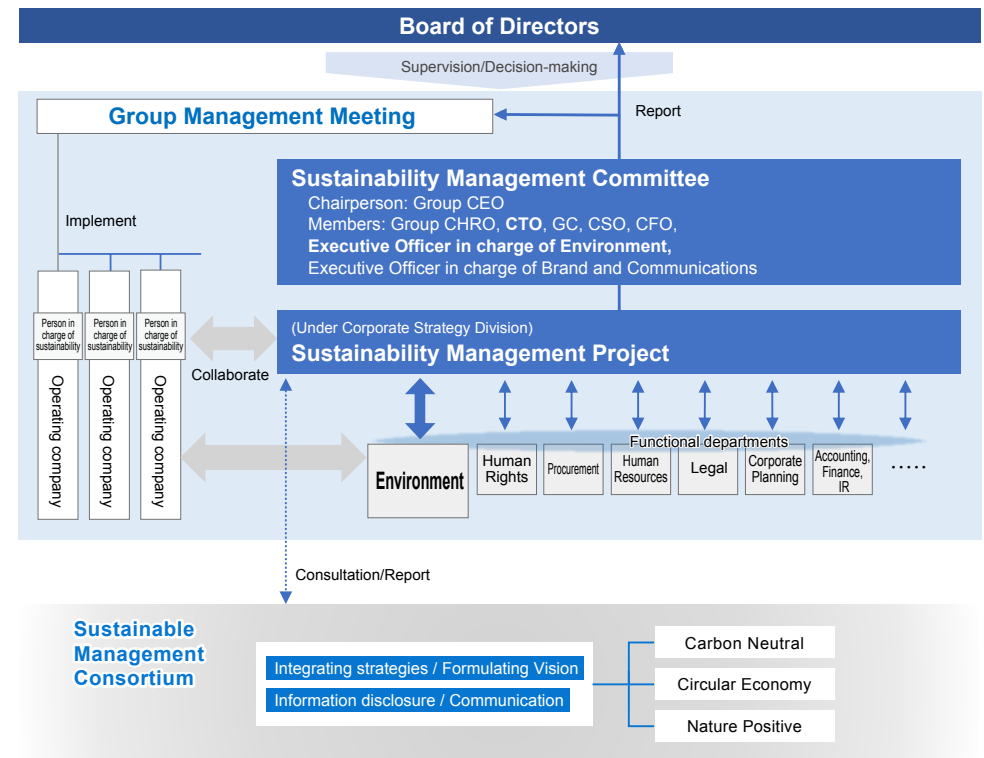 Board of Directors
Supervision/Decision-making
Group Management Meeting
Report
Sustainability Management Committee
Chairperson: Group CEO
Members: Group CHRO, CTO, GC, CSO, CFO,
Executive Officer in charge of Environment,
Executive Officer in charge of Brand and Communications
Implement
Person in
charge of
sustainability
Person in
charge of
sustainability
Person in
charge of
sustainability
Operating company
Operating company
Operating company
Collaborate
(Under Corporate Strategy Division)
Sustainability Management Project
Functional departments
Environment
Human
Rights
Procurement
Human
Resources
Legal
Corporate
Planning
Accounting,
Finance,
IR
.....
Consultation/Report
Sustainable
Management
Consortium
Integrating strategies / Formulating Vision
Information disclosure / Communication
Carbon Neutral
Circular Economy
Nature Positive